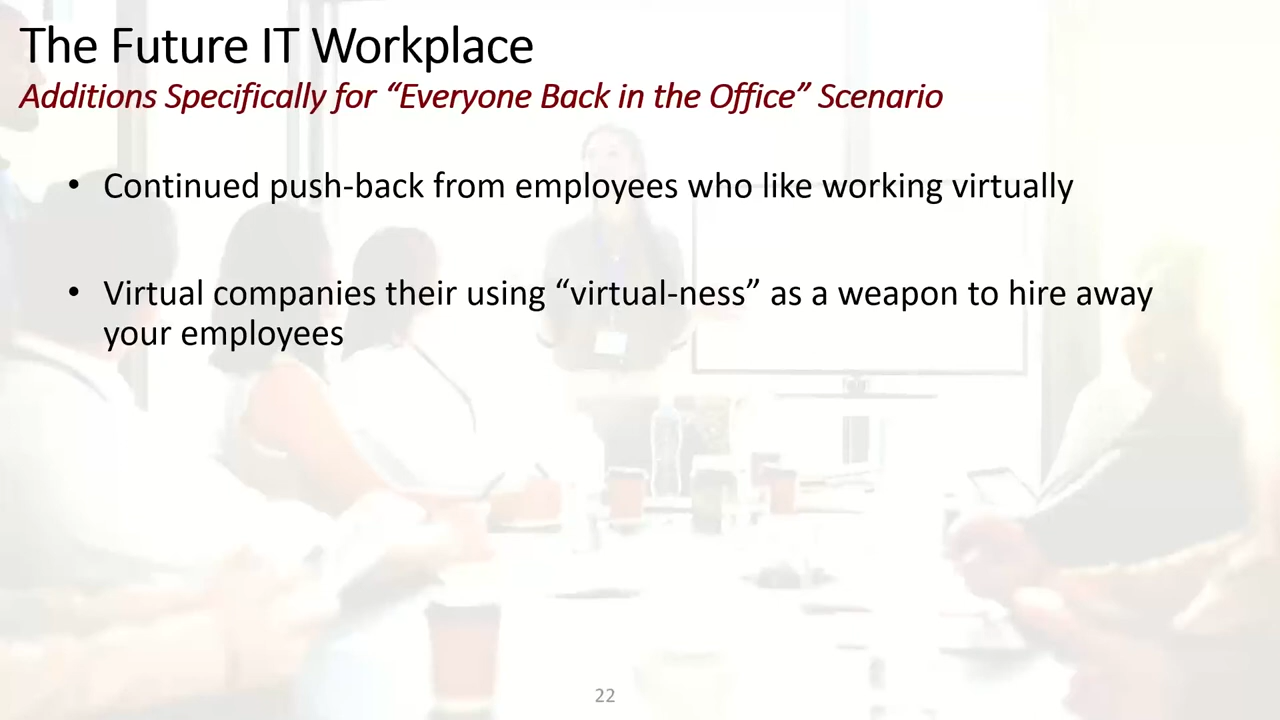 The Future IT Workplace
Additions Specifically for “Everyone Back in the Office” Scenario
• Continued push-back from employees who like working virtually
• Virtual companies their using “virtual-ness” as a weapon to hire away
your employees
22